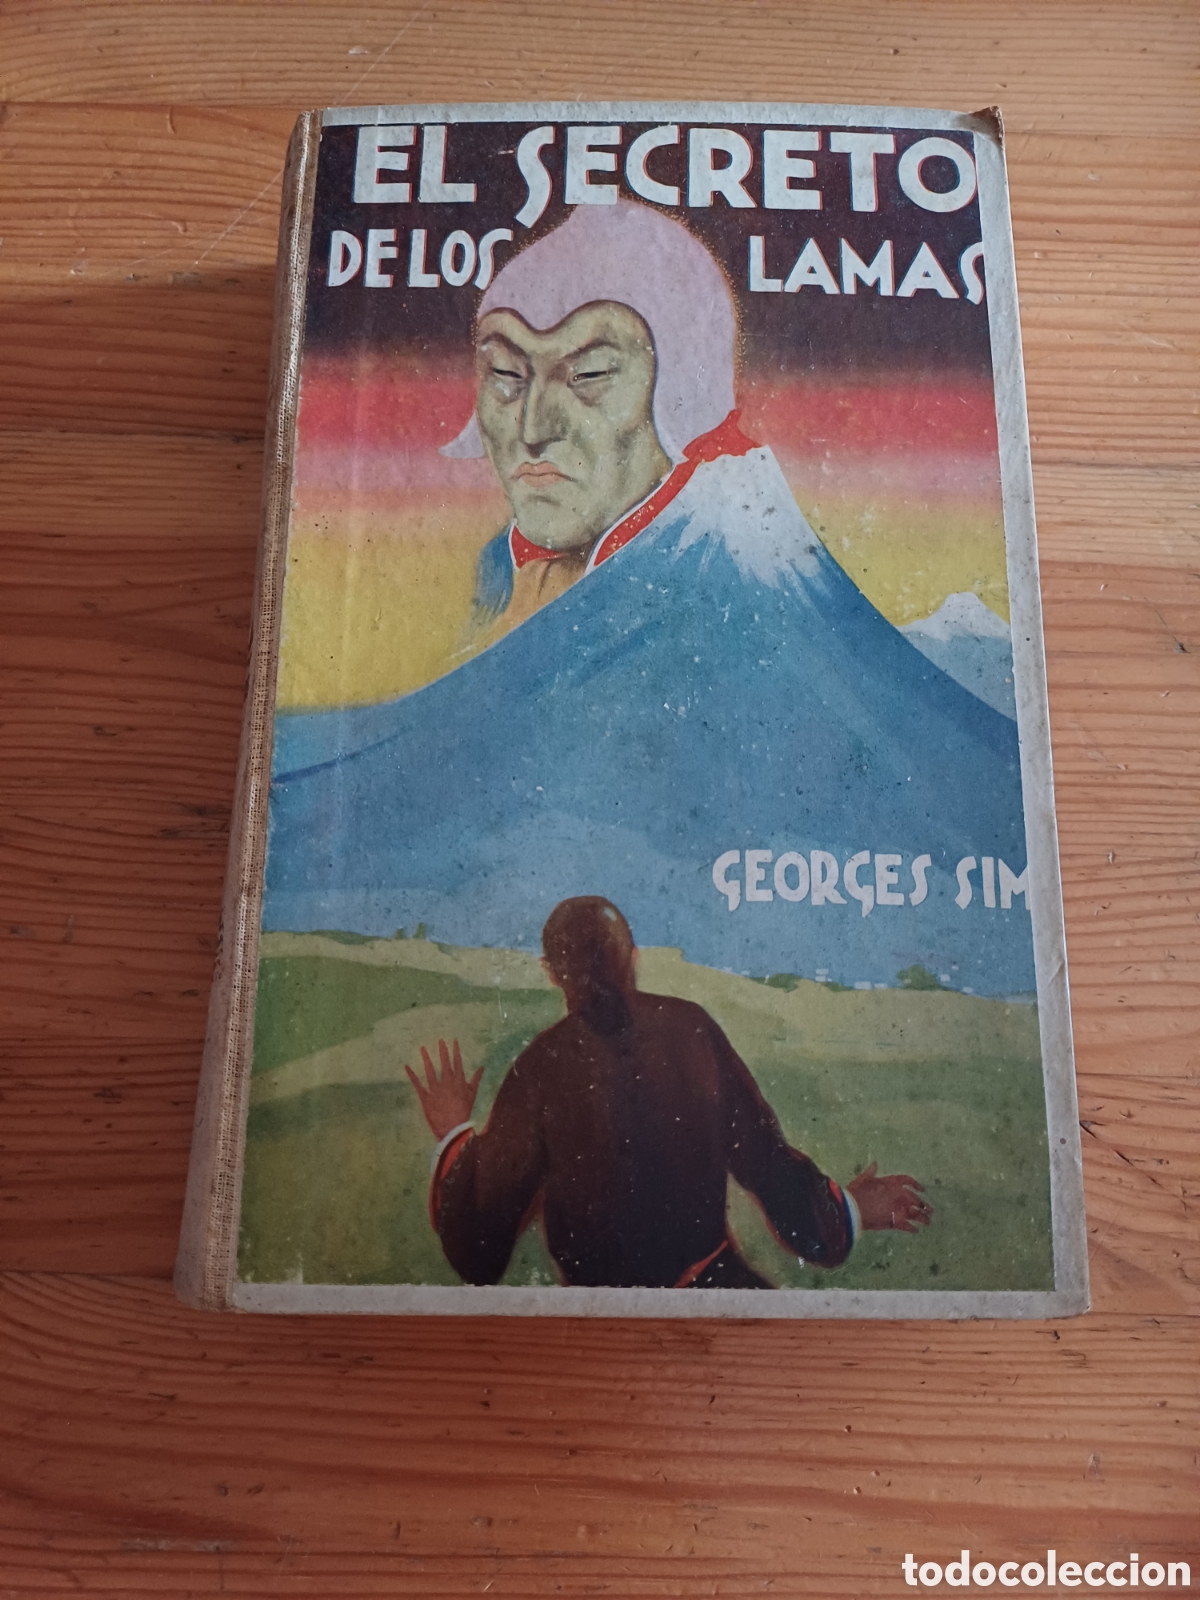 EL SECRETO
DE LOS LAMAS
GEORGES SIM
todocoleccion